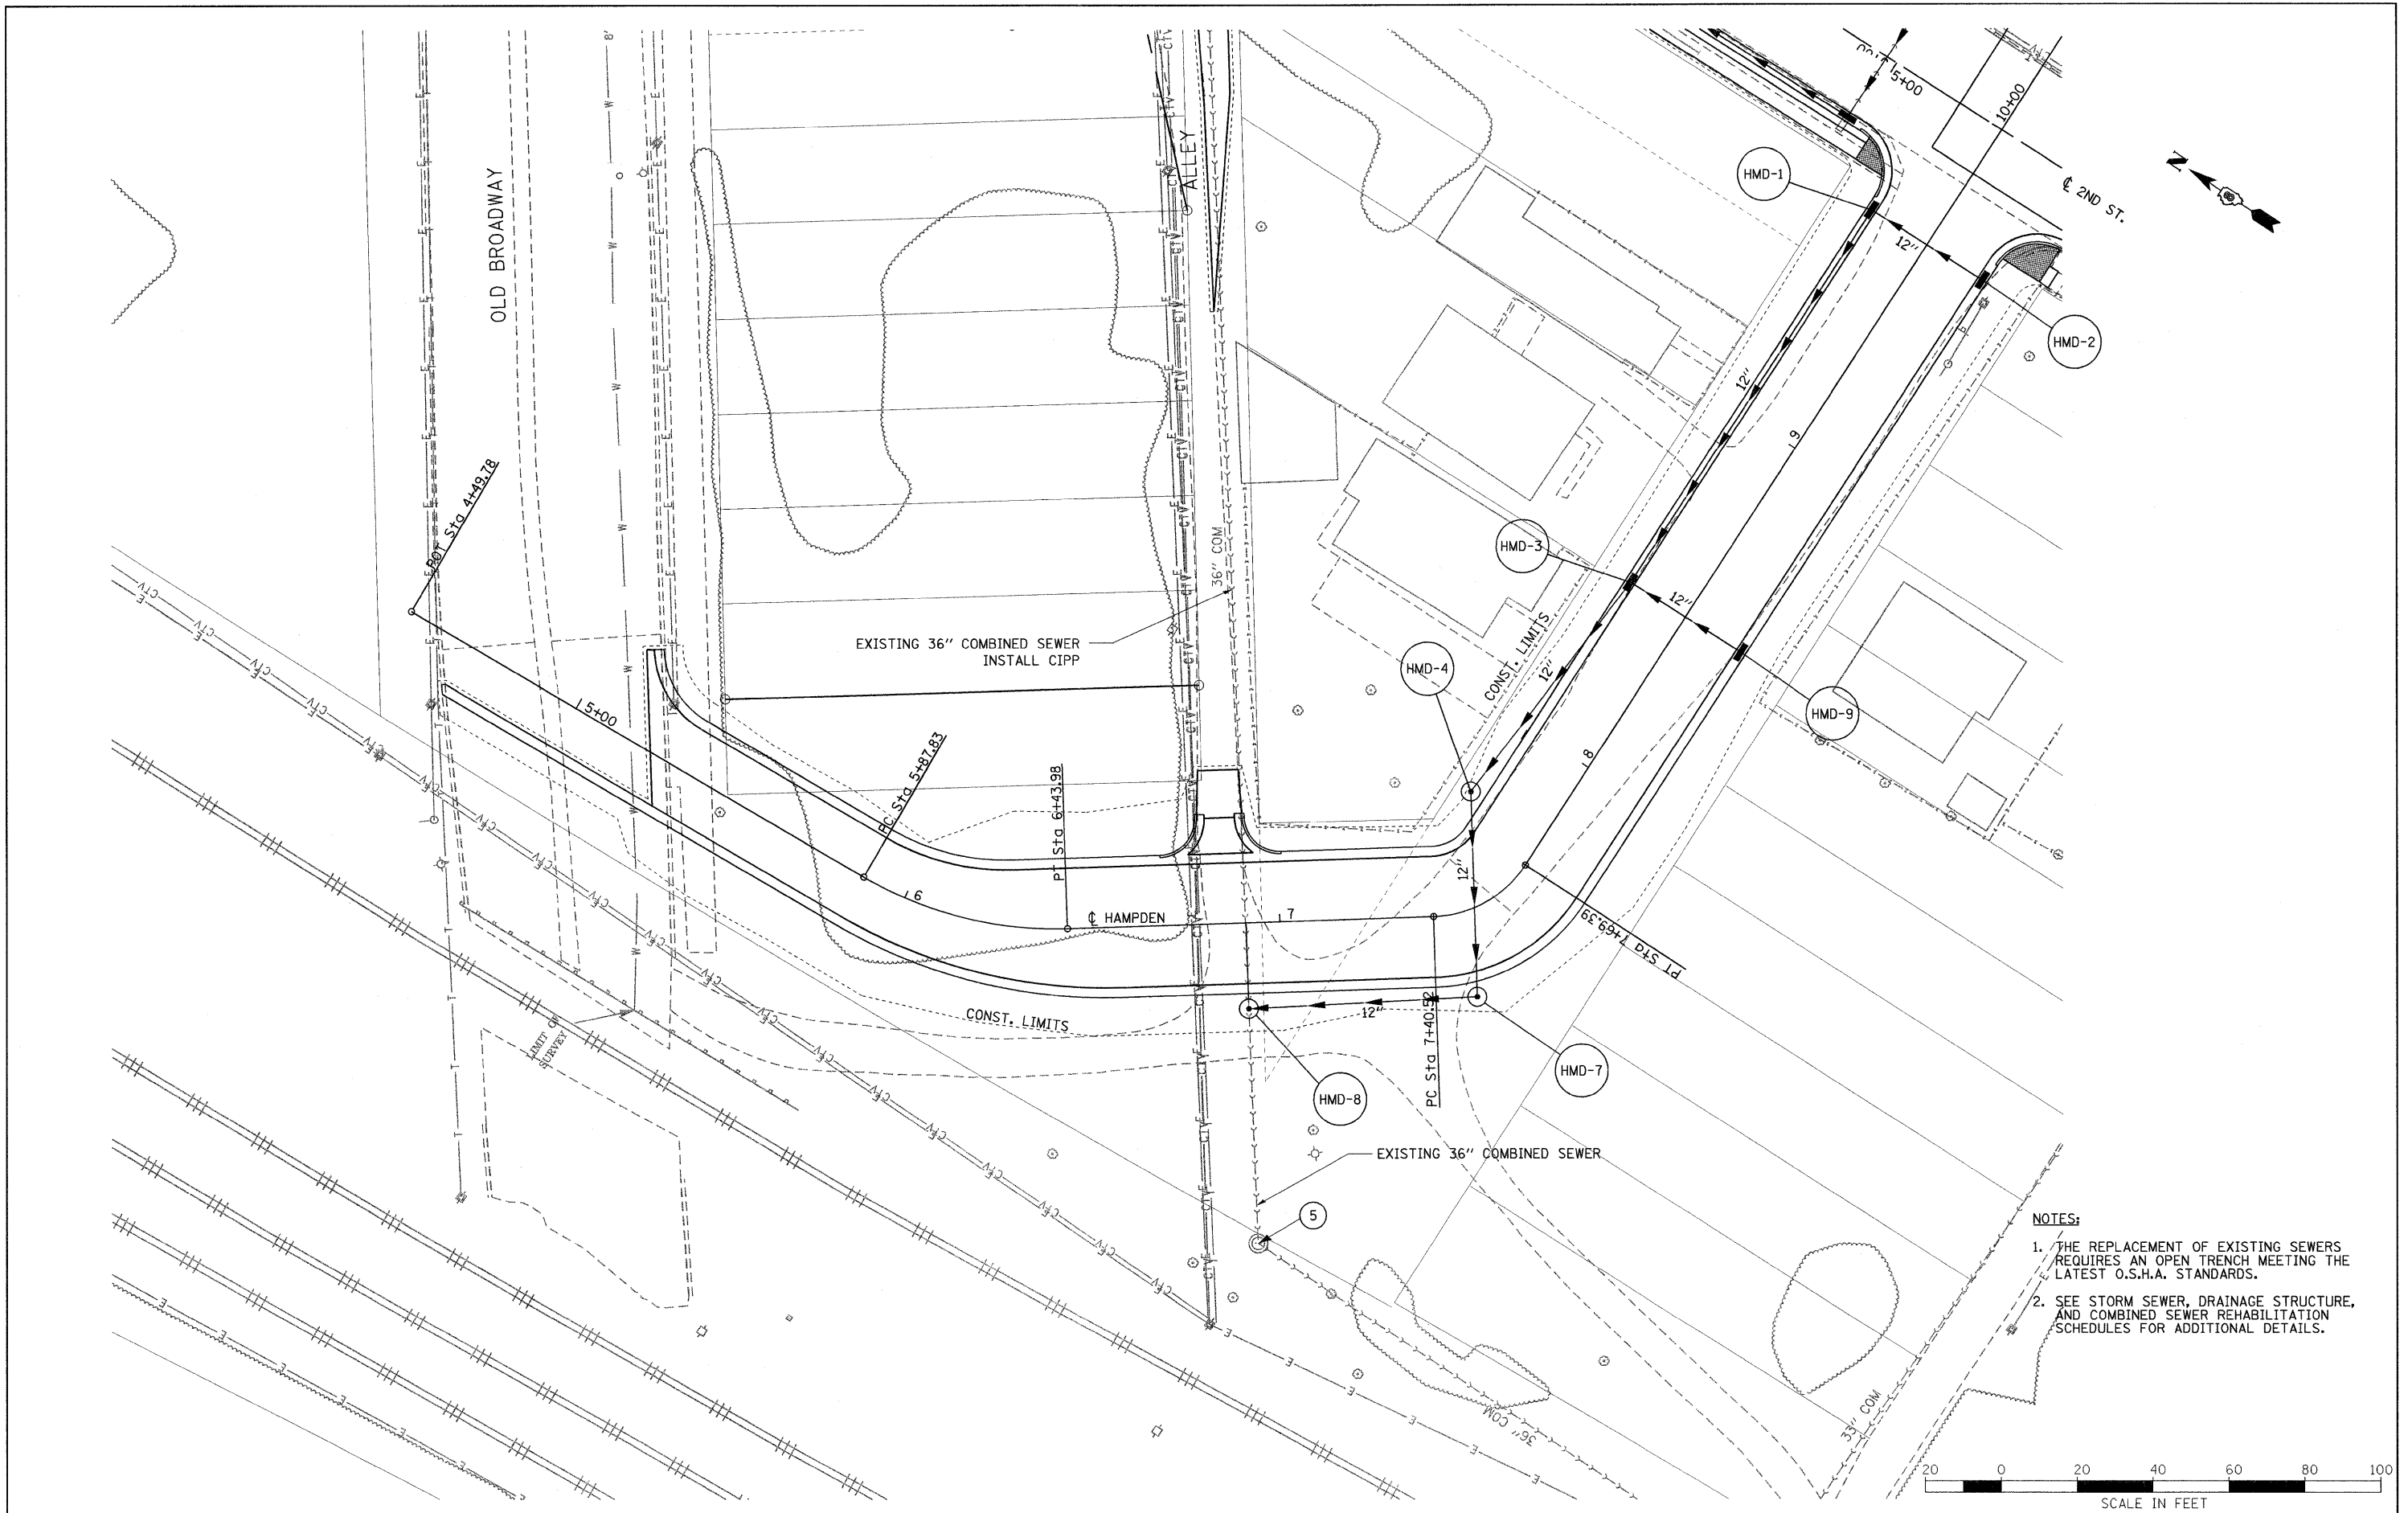 OLD BROADWAY
ALLEY
5+00
10+00
℄ 2ND ST.
N
HMD-1
12"
HMD-2
12"
9
POT Sta 4+49.78
36" COM
HMD-3
12"
EXISTING 36" COMBINED SEWER
INSTALL CIPP
CONST. LIMITS
12"
HMD-4
HMD-9
5+00
PC Sta 5+87.83
PT Sta 6+43.98
8
12"
6
℄ HAMPDEN
7
PT Sta 7+69.39
CONST. LIMITS
12"
PC Sta 7+40.52
LIMIT OF
SURVEY
HMD-7
HMD-8
EXISTING 36" COMBINED SEWER
5
36" COM
33" COM
NOTES:
1. THE REPLACEMENT OF EXISTING SEWERS
REQUIRES AN OPEN TRENCH MEETING THE
LATEST O.S.H.A. STANDARDS.
2. SEE STORM SEWER, DRAINAGE STRUCTURE,
AND COMBINED SEWER REHABILITATION
SCHEDULES FOR ADDITIONAL DETAILS.
20 0 20 40 60 80 100
SCALE IN FEET